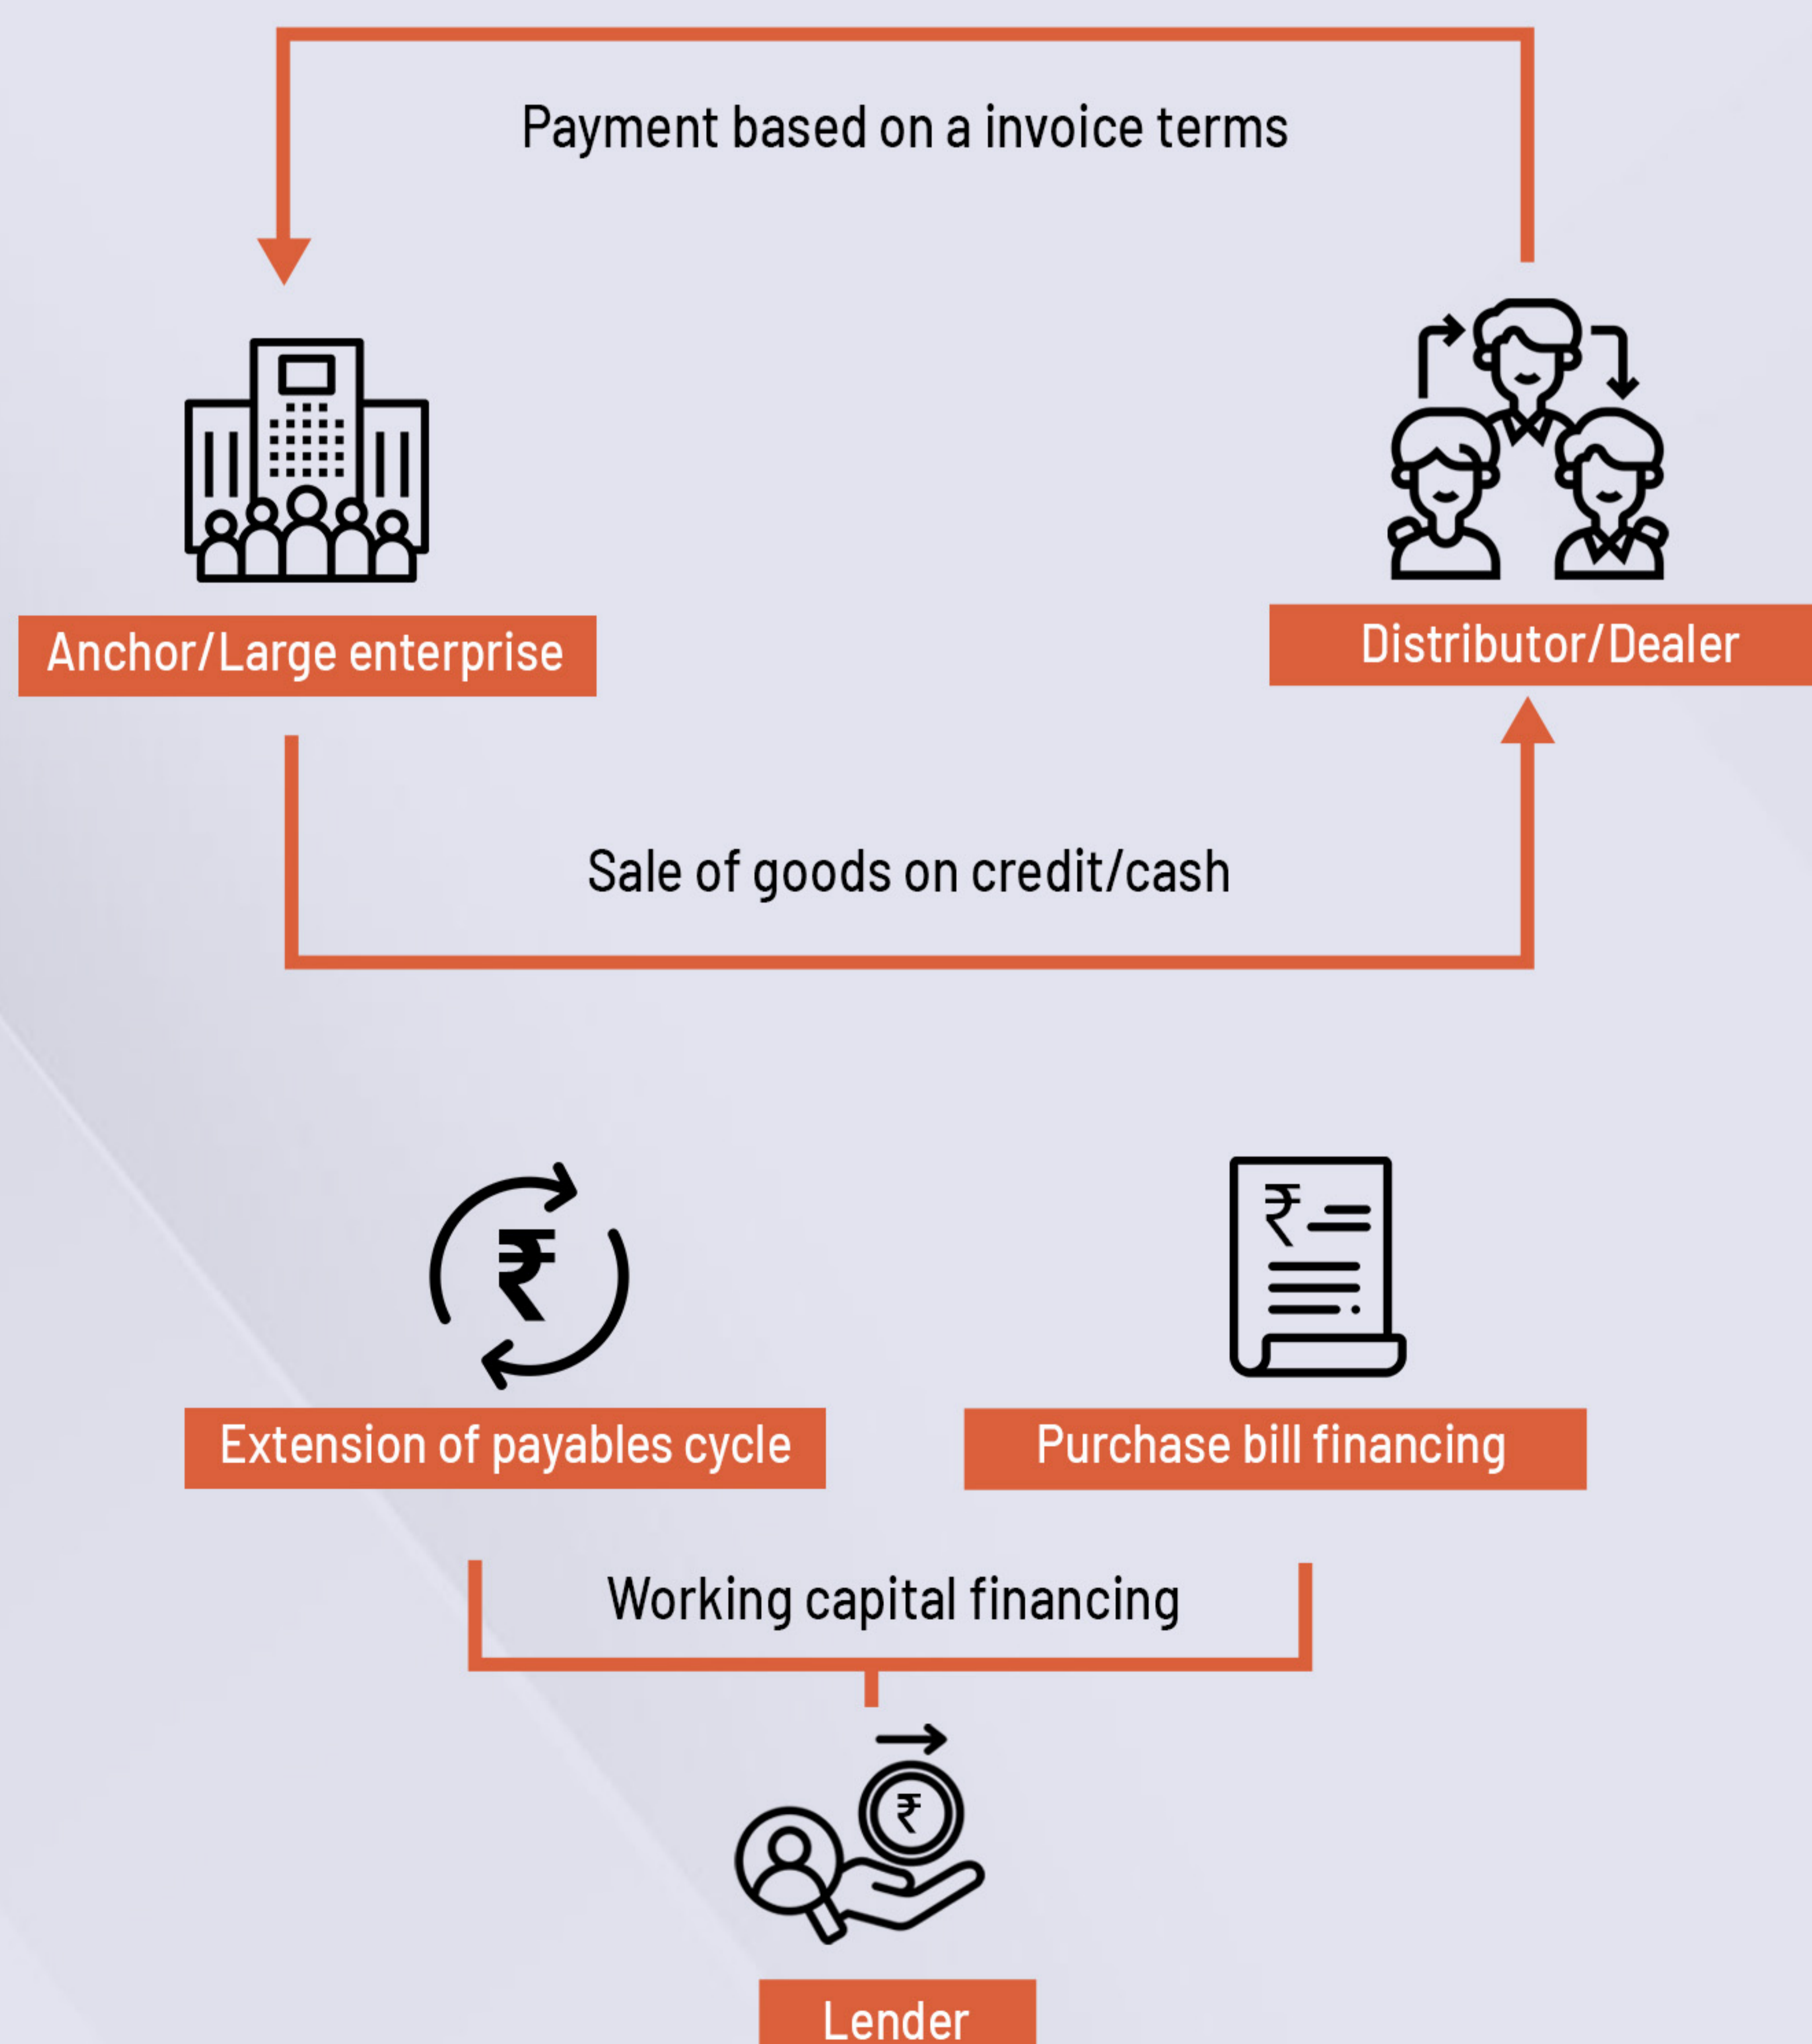 Payment based on a invoice terms
Anchor/Large enterprise
Distributor/Dealer
Sale of goods on credit/cash
₹
₹
Extension of payables cycle
Purchase bill financing
Working capital financing
₹
Lender